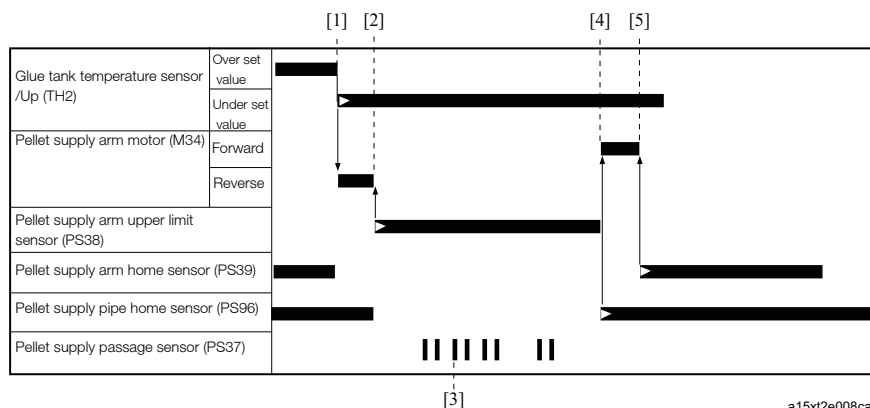 [1] [2] [4] [5]
Glue tank temperature sensor
/Up (TH2)
Over set
value
Under set
value
Pellet supply arm motor (M34)
Forward
Reverse
Pellet supply arm upper limit
sensor (PS38)
Pellet supply arm home sensor (PS39)
Pellet supply pipe home sensor (PS96)
Pellet supply passage sensor (PS37)
[3]
a15xt2e008ca